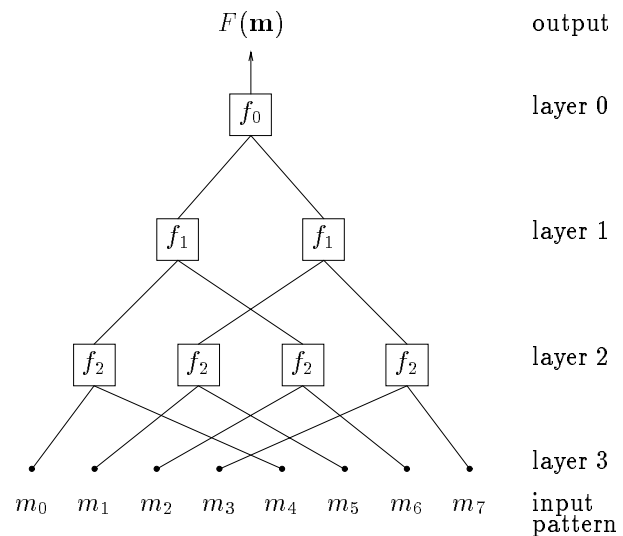 F(m) output
f₀ layer 0
f₁ f₁ layer 1
f₂ f₂ f₂ f₂ layer 2
layer 3
m₀ m₁ m₂ m₃ m₄ m₅ m₆ m₇ input
pattern